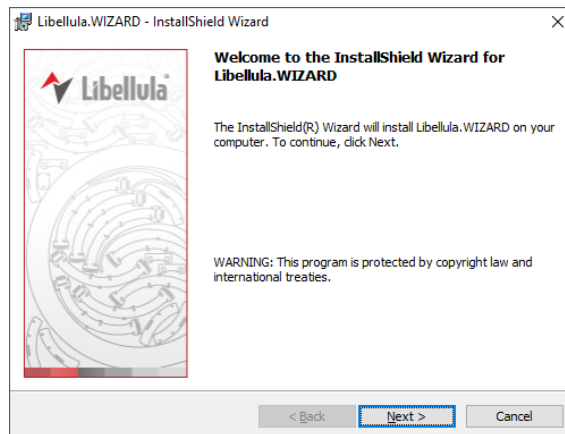 Libellula.WIZARD - InstallShield Wizard
Libellula
Welcome to the InstallShield Wizard for
Libellula.WIZARD
The InstallShield(R) Wizard will install Libellula.WIZARD on your
computer. To continue, click Next.
WARNING: This program is protected by copyright law and
international treaties.
< Back Next > Cancel